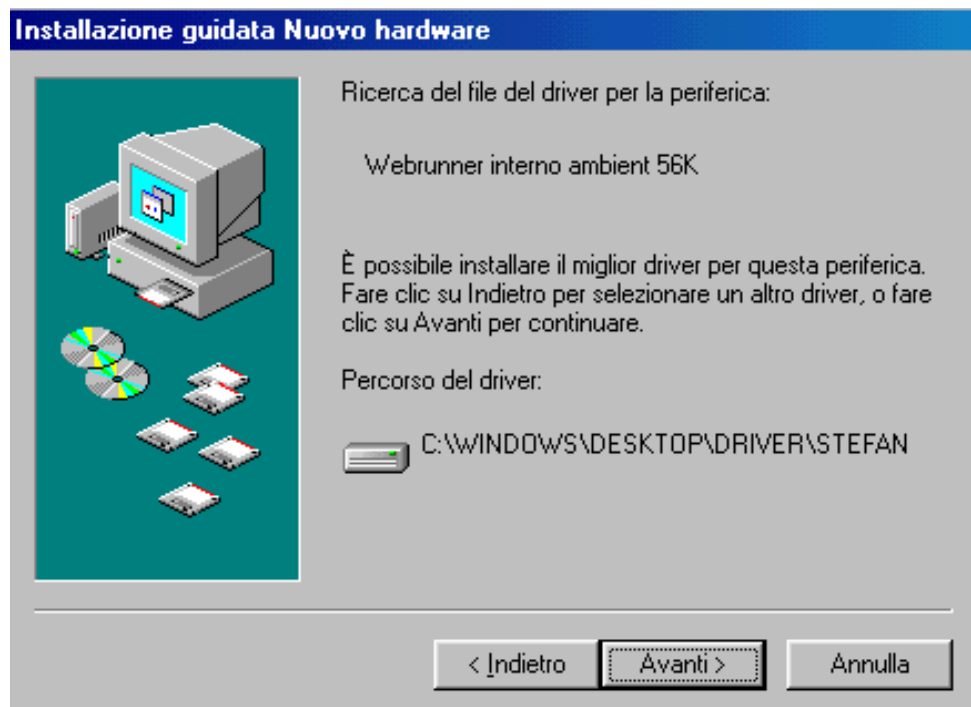 Installazione guidata Nuovo hardware
Ricerca del file del driver per la periferica:
Webrunner interno ambient 56K
È possibile installare il miglior driver per questa periferica.
Fare clic su Indietro per selezionare un altro driver, o fare
clic su Avanti per continuare.
Percorso del driver:
C:\WINDOWS\DESKTOP\DRIVER\STEFAN
< Indietro
Avanti >
Annulla